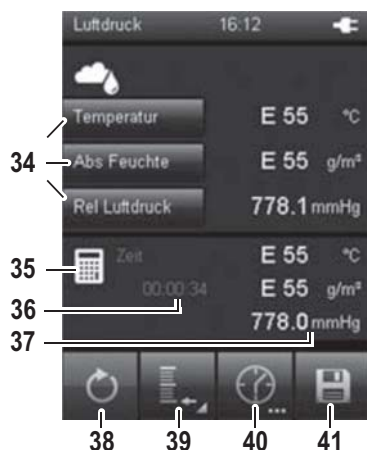 Luftdruck 16:12
34
Temperatur E 55 °C
Abs Feuchte E 55 g/m³
Rel Luftdruck 778.1 mmHg
35
36
37
Zeit E 55 °C
00:00:34 E 55 g/m³
778.0 mmHg
38 39 40 41